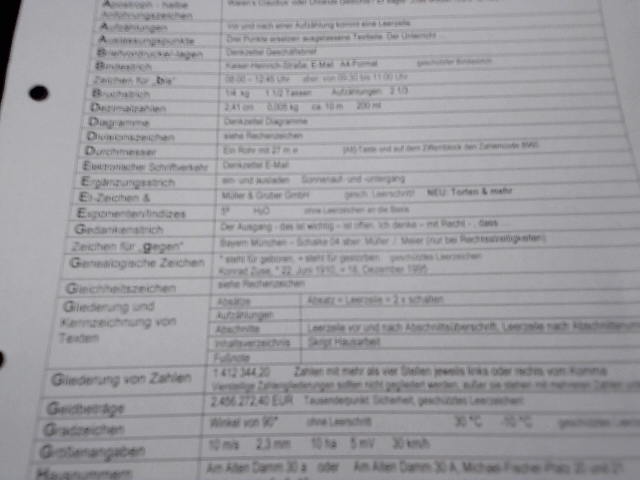 Apostroph - halbe
Anführungszeichen
Aufzählungen Vor und nach einer Aufzählung kommt eine Leerzeile.
Auslassungspunkte Drei Punkte ersetzen ausgelassene Textteile. Der Unterricht ...
Briefvordrucke/-lagen Denkzettel Geschäftsbrief
Bindestrich Kaiser-Heinrich-Straße, E-Mail A4-Format geschützter Bindestrich
Zeichen für „bis" 08:00 – 12:45 Uhr aber: von 09:30 bis 11:00 Uhr
Bruchstrich 1/4 kg 1 1/2 Tassen Aufzählungen 2 1/3
Dezimalzahlen 2,41 cm 0,005 kg ca. 10 m 200 ml
Diagramme Denkzettel Diagramme
Divisionszeichen siehe Rechenzeichen
Durchmesser Ein Rohr mit 27 m [Alt]-Taste und auf dem Ziffernblock den Zahlencode
Elektronischer Schriftverkehr Denkzettel E-Mail
Ergänzungsstrich ein- und ausladen Sonnenauf- und -untergang
Et-Zeichen & Müller & Gruber GmbH gesch. Leerschritt! NEU: Torten & mehr
Exponenten/Indizes H₂O ohne Leerzeichen an die Basis
Gedankenstrich Der Ausgang - das ist wichtig – ist offen. Ich denke – mit Recht -, dass
Zeichen für „gegen" Bayern München – Schalke 04 aber: Müller ./. Meier (nur bei Rechtsstreitigkeiten)
Genealogische Zeichen * steht für geboren, + steht für gestorben. geschütztes Leerzeichen
Konrad Zuse, * 22. Juni 1910, + 18. Dezember 1995
Gleichheitszeichen siehe Rechenzeichen
Gliederung und
Kennzeichnung von
Texten
Absätze Absatz = Leerzeile = 2 x schalten
Aufzählungen
Abschnitte Leerzeile vor und nach Abschnittsüberschrift, Leerzeile nach
Inhaltsverzeichnis Skript Hausarbeit
Fußnote
Gliederung von Zahlen 1 412 344,20 Zahlen mit mehr als vier Stellen jeweils links oder rechts vom Komma
Vierstellige Zahlengliederungen sollten nicht gegliedert werden, außer sie stehen mit mehreren Zahlen
Geldbeträge 2.456.272,40 EUR Tausenderpunkt: Sicherheit, geschütztes Leerzeichen!
Gradzeichen Winkel von 90° ohne Leerschritt 30 °C -10 °C
Größenangaben 10 m/s 2,3 mm 10 ha 5 mV 30 km/h
Hausnummern Am Alten Damm 30 a oder Am Alten Damm 30 A, Michael-Fischer-Platz 20 und 21